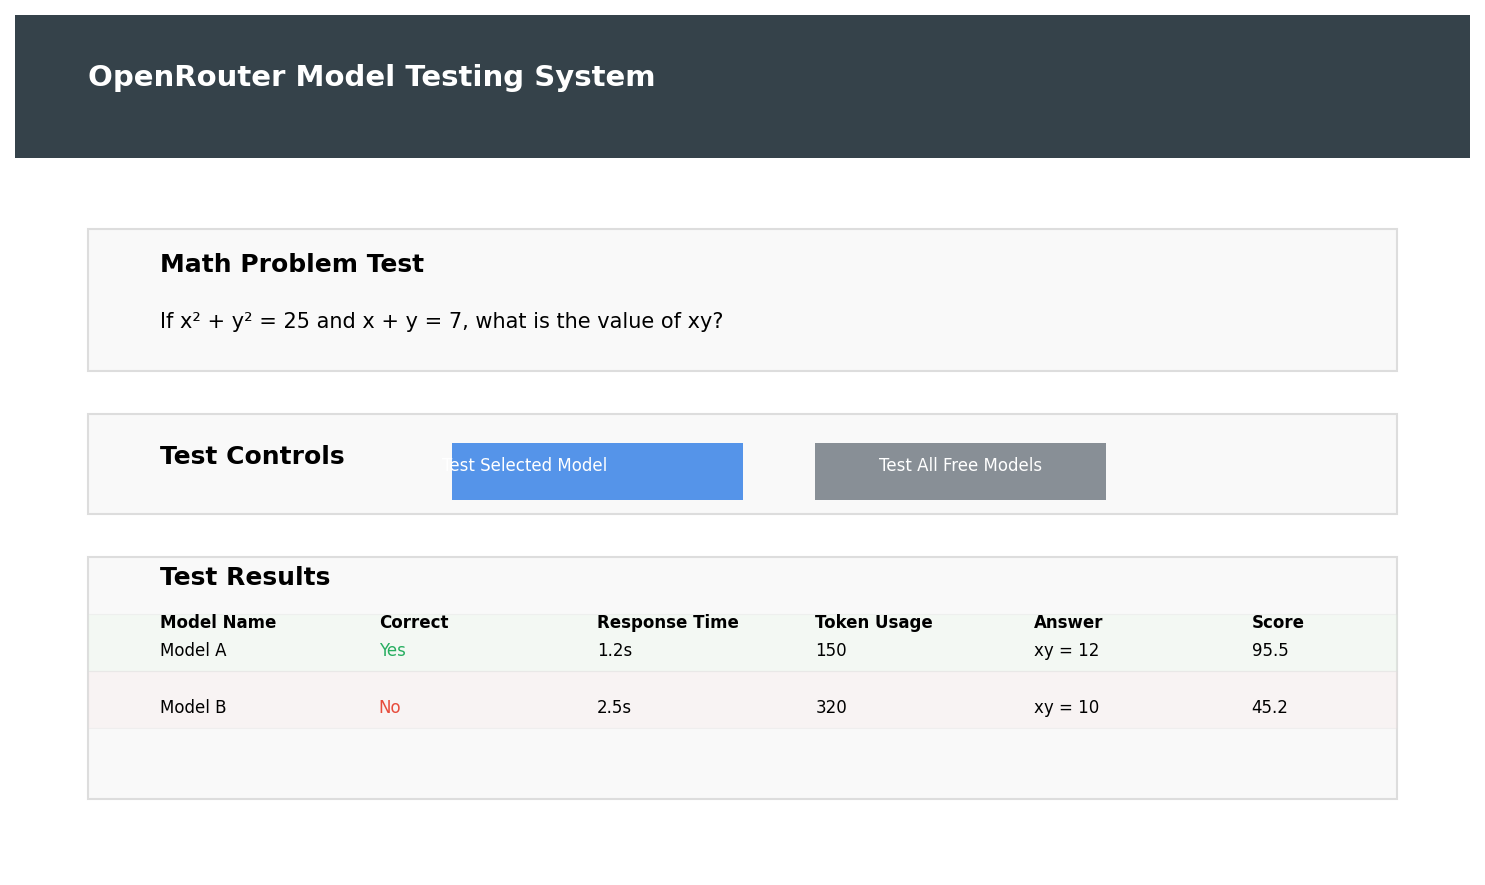 OpenRouter Model Testing System
Math Problem Test
If x² + y² = 25 and x + y = 7, what is the value of xy?
Test Controls Test Selected Model Test All Free Models
Test Results
Model Name Correct Response Time Token Usage Answer Score
Model A Yes 1.2s 150 xy = 12 95.5
Model B No 2.5s 320 xy = 10 45.2